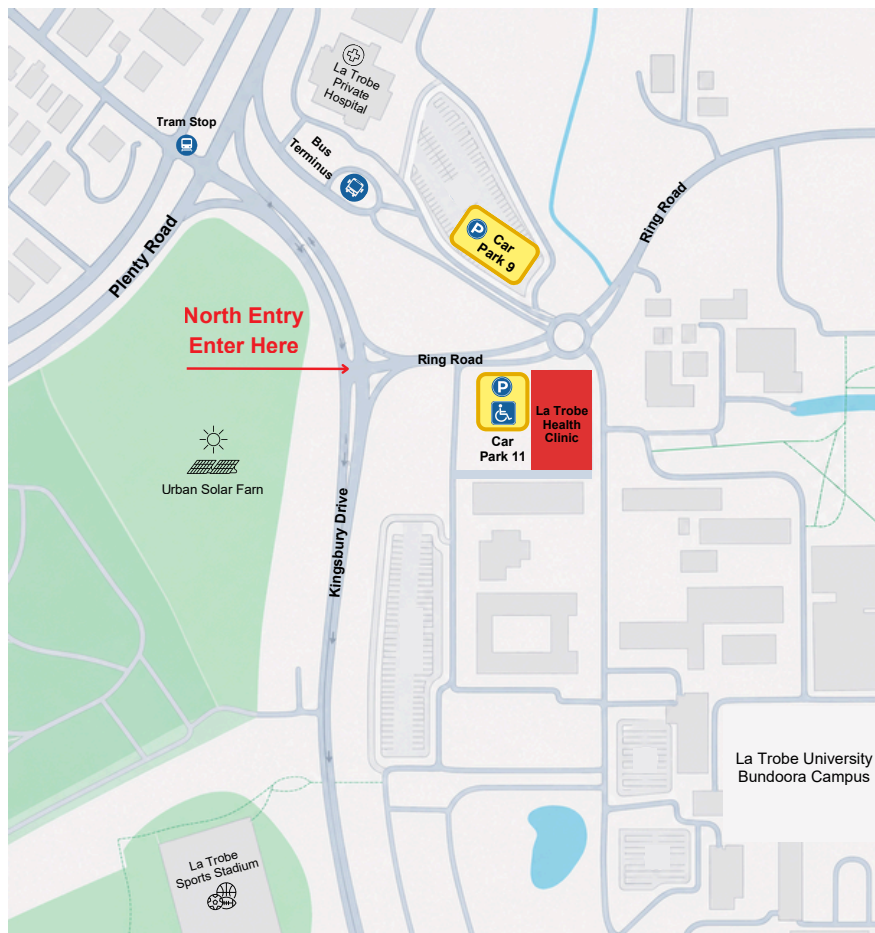 La Trobe
Private
Hospital
Tram Stop
Bus
Terminus
P
Car
Park 9
Ring Road
Plenty Road
North Entry
Enter Here
Ring Road
P
La Trobe
Health
Clinic
Car
Park 11
Urban Solar Farn
Kingsbury Drive
La Trobe University
Bundoora Campus
La Trobe
Sports Stadium